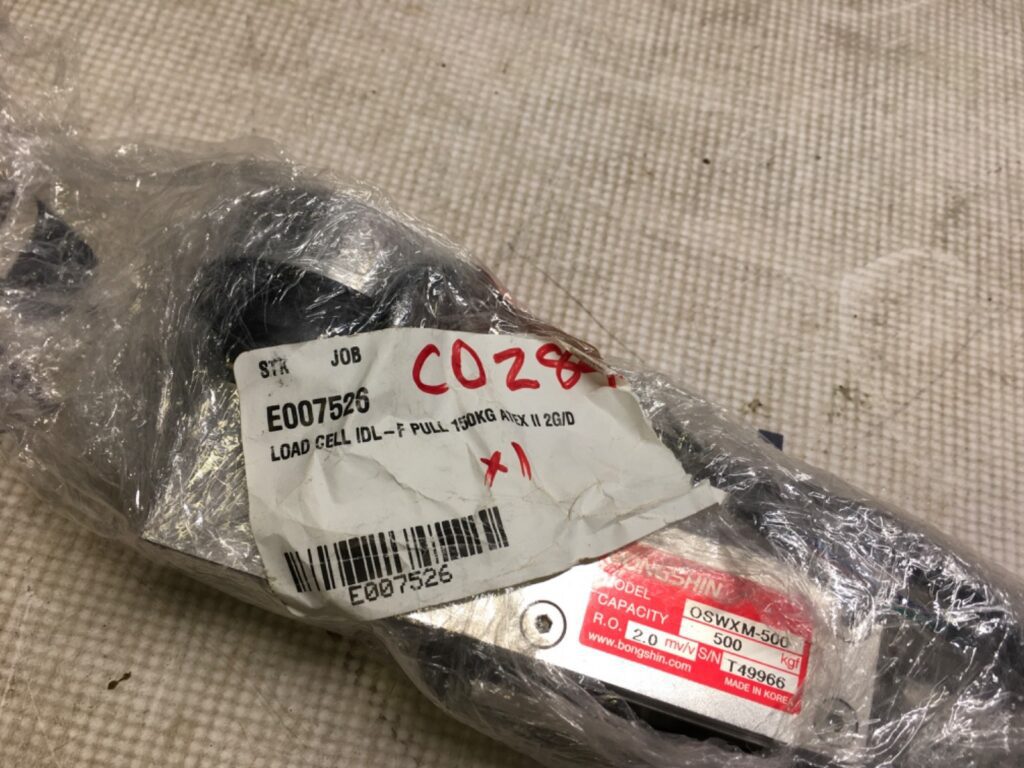 STK JOB
E007526
LOAD CELL IDL-F PULL 150KG ATEX II 2G/D
x1
E007526
BONGSHIN
MODEL OSWXM-500
CAPACITY 500 kgf
R.O. 2.0 mv/v S/N T49966
www.bongshin.com
MADE IN KOREA